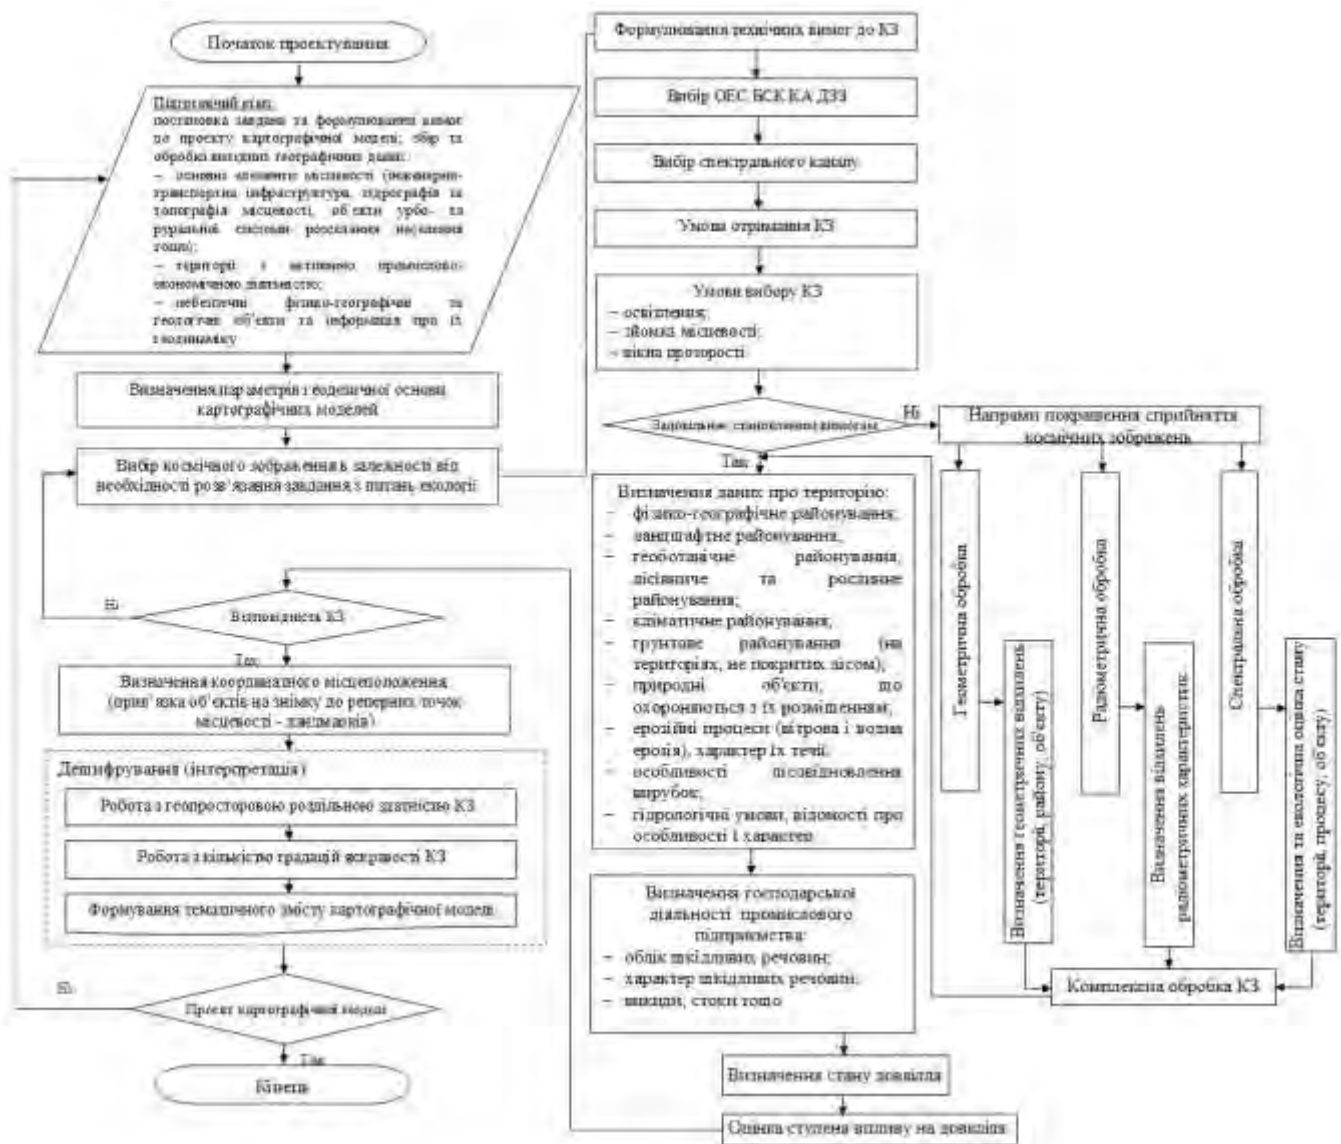 Початок проєктування
Підготовчий етап:
постановка завдань та формулювання вимог
до проєкту картографічної моделі; збір та
обробка вихідних географічних даних:
– основні елементи місцевості (інженерно-
транспортна інфраструктура, гідрографія та
топографія місцевості, об'єкти урбо- та
руральної системи розселення населення
тощо);
– території з активною промислово-
економічною діяльністю;
– небезпечні фізико-географічні та
геологічні об'єкти та інформація про їх
геодинаміку
Визначення параметрів геодезичної основи
картографічних моделей
Вибір космічного зображення в залежності від
необхідності розв'язання завдання з питань екології
Ні
Відповідність КЗ
Так
Визначення координатного місцеположення
(прив'язка об'єктів на знімку до реперних точок
місцевості - ландмарків)
Дешифрування (інтерпретація)
Робота з геопросторовою роздільною здатністю КЗ
Робота з кількістю градацій яскравості КЗ
Формування тематичного змісту картографічної моделі
Ні
Проєкт картографічної моделі
Так
Кінець
Формулювання технічних вимог до КЗ
Вибір ОЕС БСК КА ДЗЗ
Вибір спектрального каналу
Умова отримання КЗ
Умови вибору КЗ
– освітлення;
– зйомка місцевості;
– вікна прозорості
Задовільняє встановленим вимогам
Ні
Так
Визначення даних про територію:
– фізико-географічне районування;
– ландшафтне районування;
– геоботанічне районування,
лісівниче та рослинне
районування;
– кліматичне районування;
– ґрунтове районування (на
територіях, не покритих лісом);
– природні об'єкти, що
охороняються з їх розміщенням;
– ерозійні процеси (вітрова і водна
ерозія), характер їх течії.
– особливості лісовідновлення
вирубок;
– гідрологічні умови, відомості про
особливості і характер
Визначення господарської
діяльності промислового
підприємства:
– облік шкідливих речовин;
– характер шкідливих речовин;
– викиди, стоки тощо
Визначення стану довкілля
Оцінка ступеня впливу на довкілля
Напрями покращення сприйняття
космічних зображень
Геометрична обробка
Визначення геометричних відхилень
(території, району, об'єкту)
Радіометрична обробка
Визначення відхилень
радіометричних характеристик
Спектральна обробка
Визначення та екологічна оцінка стану
(території, процесу, об'єкту)
Комплексна обробка КЗ